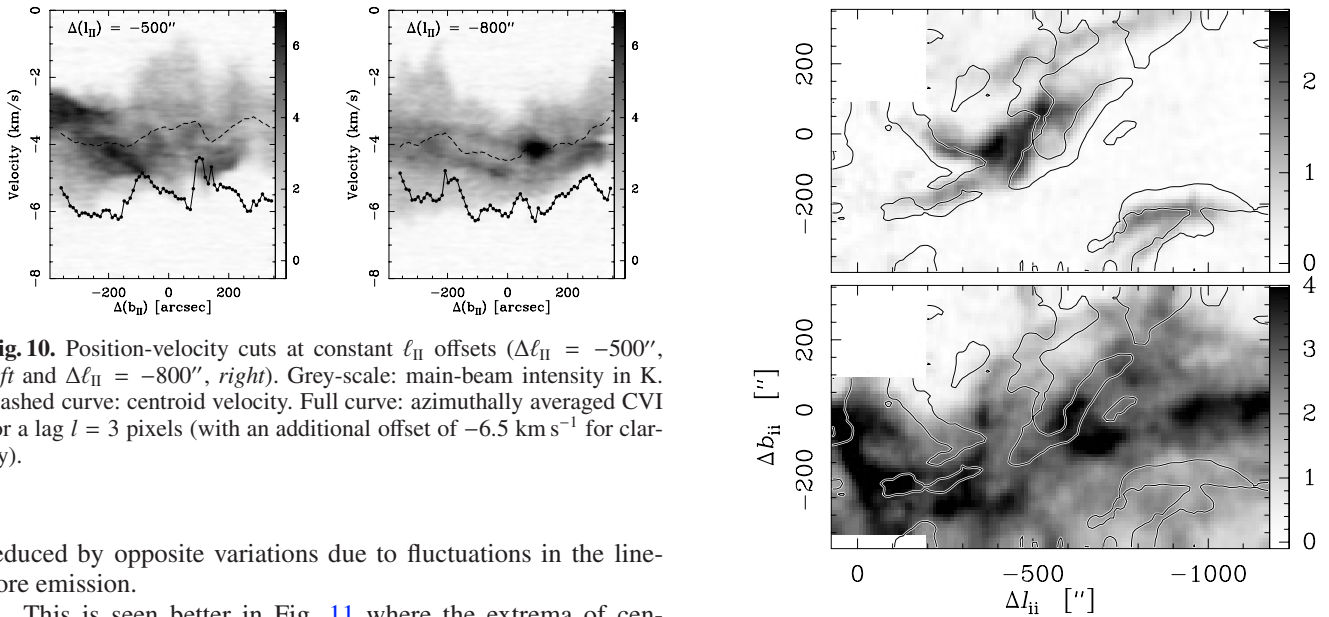 Δ(l_II) = −500″
Δ(l_II) = −800″
0
−2
−4
−6
−8
Velocity (km/s)
−200
0
200
Δ(b_II) [arcsec]
6
4
2
0
0
−2
−4
−6
−8
Velocity (km/s)
−200
0
200
Δ(b_II) [arcsec]
6
4
2
0
ig. 10. Position-velocity cuts at constant ℓ_II offsets (Δℓ_II = −500″,
ft and Δℓ_II = −800″, right). Grey-scale: main-beam intensity in K.
ashed curve: centroid velocity. Full curve: azimuthally averaged CVI
or a lag l = 3 pixels (with an additional offset of −6.5 km s⁻¹ for clar-
y).
educed by opposite variations due to fluctuations in the line-
ore emission.
This is seen better in Fig. 11 where the extrema of cen-
200
0
−200
2
1
0
200
0
−200
4
3
2
1
0
Δb_ii [″]
0
−500
−1000
Δl_ii [″]